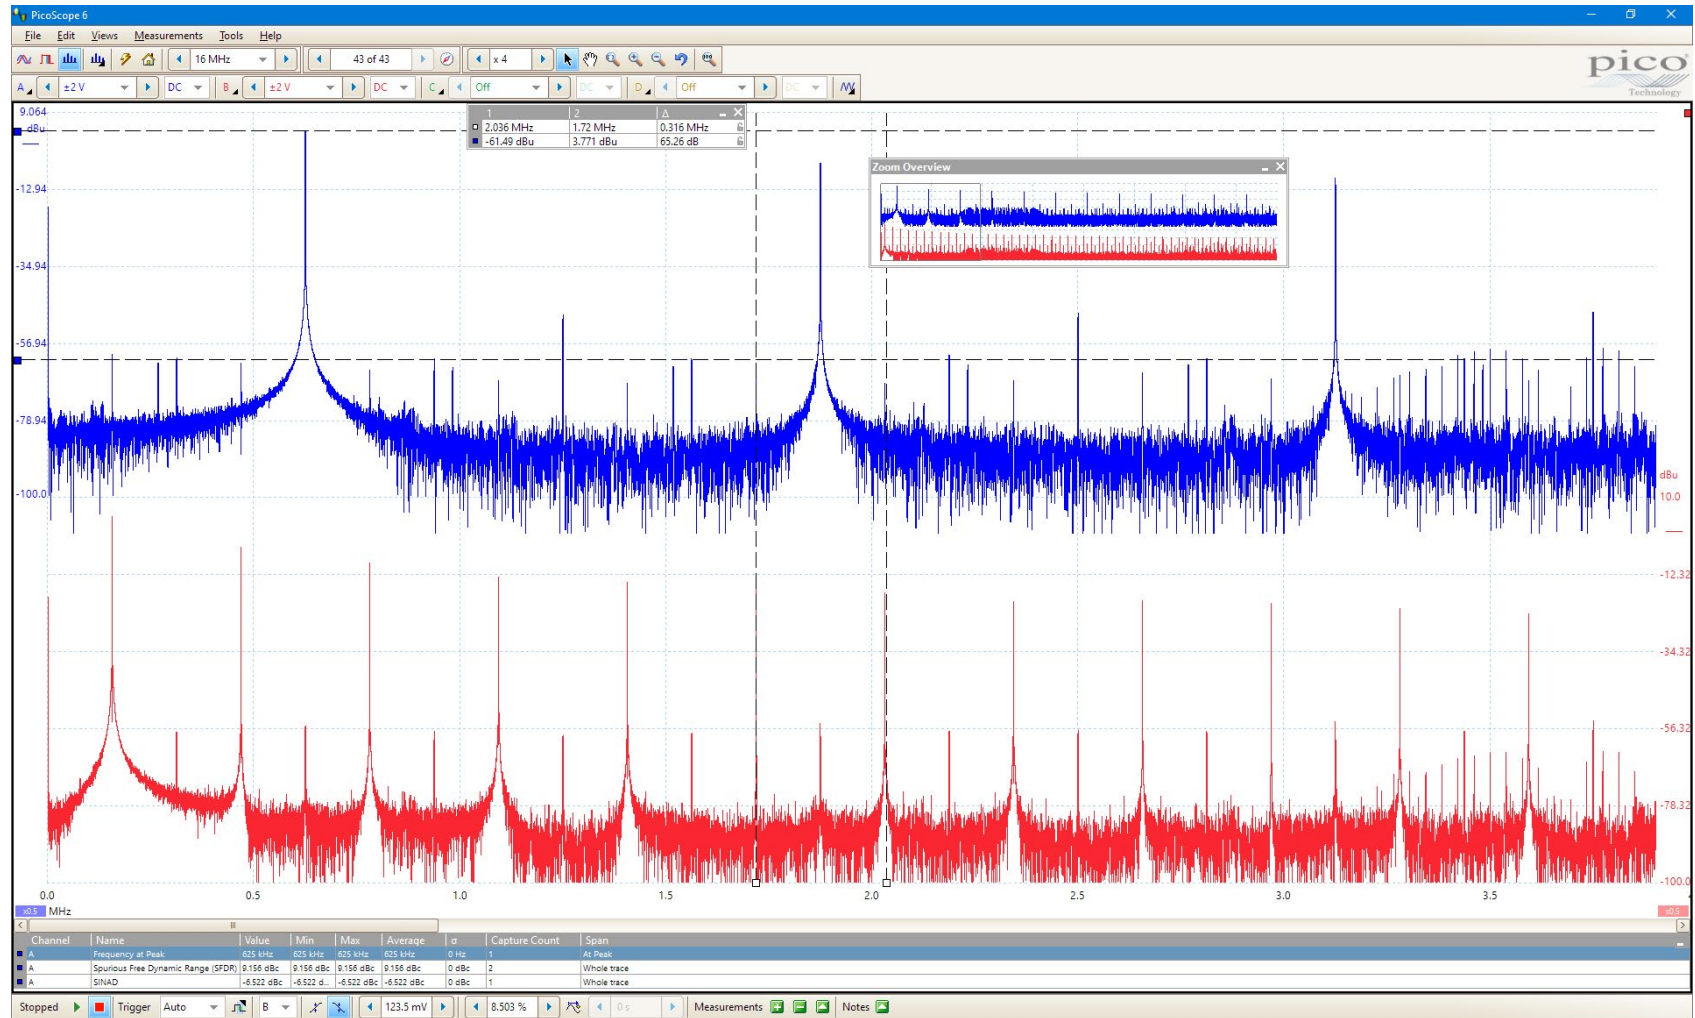 PicoScope 6
File Edit Views Measurements Tools Help
16 MHz 43 of 43 x 4
pico
Technology
A ±2 V DC B ±2 V DC C Off DC D Off DC
1 2 Δ
2.036 MHz 1.72 MHz 0.316 MHz
-61.49 dBu 3.771 dBu 65.26 dB
9.064
dBu
Zoom Overview
-12.94
-34.94
-56.94
-78.94
-100.0
dBu
10.0
-12.32
-34.32
-56.32
-78.32
-100.0
0.0 0.5 1.0 1.5 2.0 2.5 3.0 3.5
x0.5 MHz x0.5
Channel Name Value Min Max Average σ Capture Count Span
A Frequency at Peak 625 kHz 625 kHz 625 kHz 625 kHz 0 Hz 1 At Peak
A Spurious Free Dynamic Range (SFDR) 9.156 dBc 9.156 dBc 9.156 dBc 9.156 dBc 0 dBc 2 Whole trace
A SINAD -6.522 dBc -6.522 d... -6.522 dBc -6.522 dBc 0 dBc 1 Whole trace
Stopped Trigger Auto B 123.5 mV 8.503 % 0 s Measurements Notes